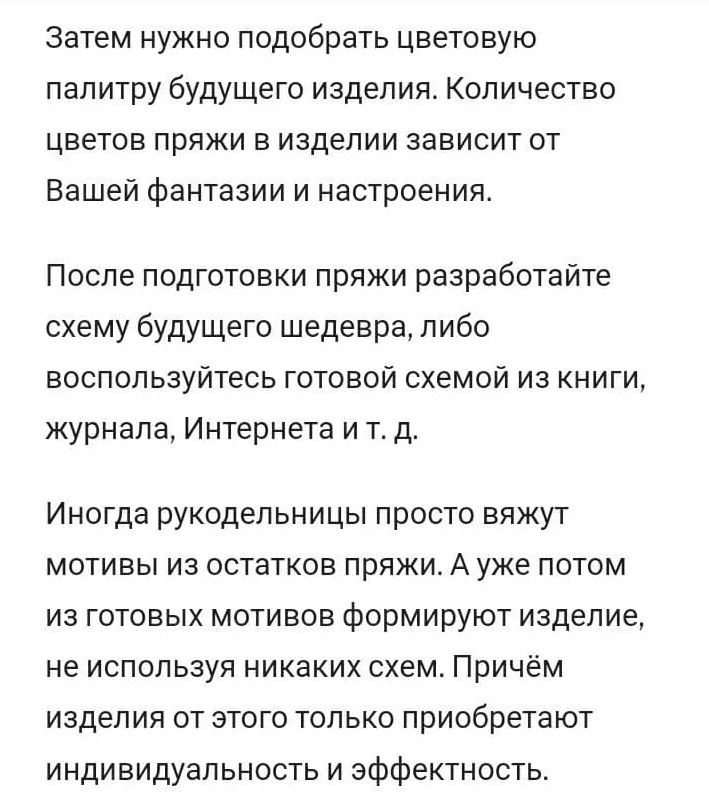 Затем нужно подобрать цветовую
палитру будущего изделия. Количество
цветов пряжи в изделии зависит от
Вашей фантазии и настроения.
После подготовки пряжи разработайте
схему будущего шедевра, либо
воспользуйтесь готовой схемой из книги,
журнала, Интернета и т. д.
Иногда рукодельницы просто вяжут
мотивы из остатков пряжи. А уже потом
из готовых мотивов формируют изделие,
не используя никаких схем. Причём
изделия от этого только приобретают
индивидуальность и эффектность.